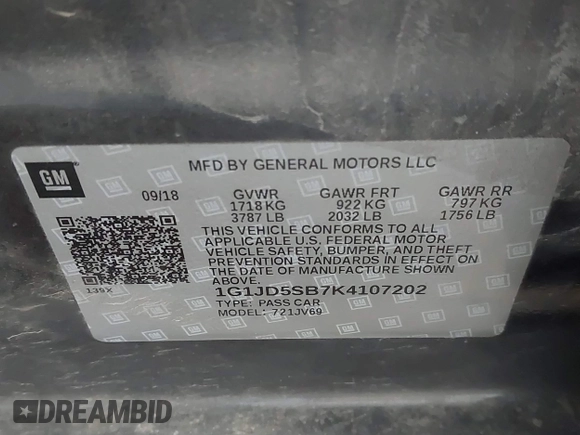 GM
MFD BY GENERAL MOTORS LLC
09/18 GVWR GAWR FRT GAWR RR
1718 KG 922 KG 797 KG
3787 LB 2032 LB 1756 LB
THIS VEHICLE CONFORMS TO ALL
APPLICABLE U.S. FEDERAL MOTOR
VEHICLE SAFETY, BUMPER, AND THEFT
PREVENTION STANDARDS IN EFFECT ON
THE DATE OF MANUFACTURE SHOWN
ABOVE.
139X
1G1JD5SB7K4107202
TYPE: PASS CAR
MODEL: 721JV69
DREAMBID